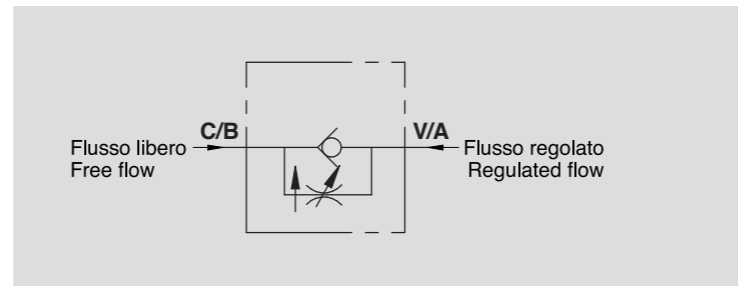 C/B
V/A
Flusso libero
Free flow
Flusso regolato
Regulated flow